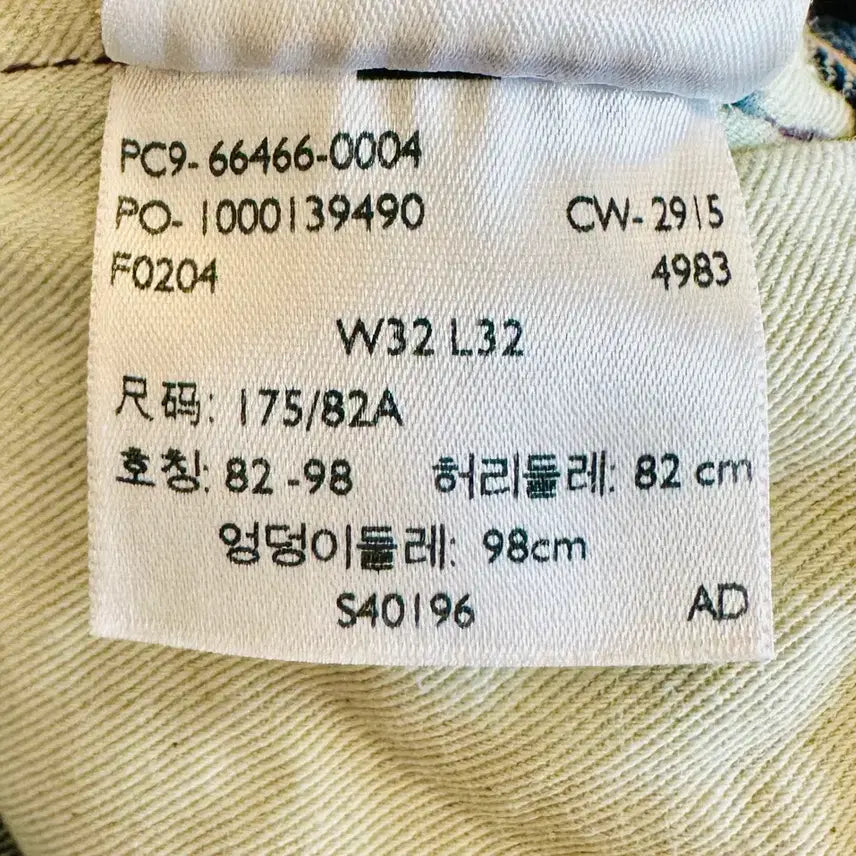 PC9-66466-0004
PO-1000139490 CW-2915
F0204 4983
W32 L32
尺码: 175/82A
호칭: 82 -98 허리둘레: 82 cm
엉덩이둘레: 98cm
S40196 AD